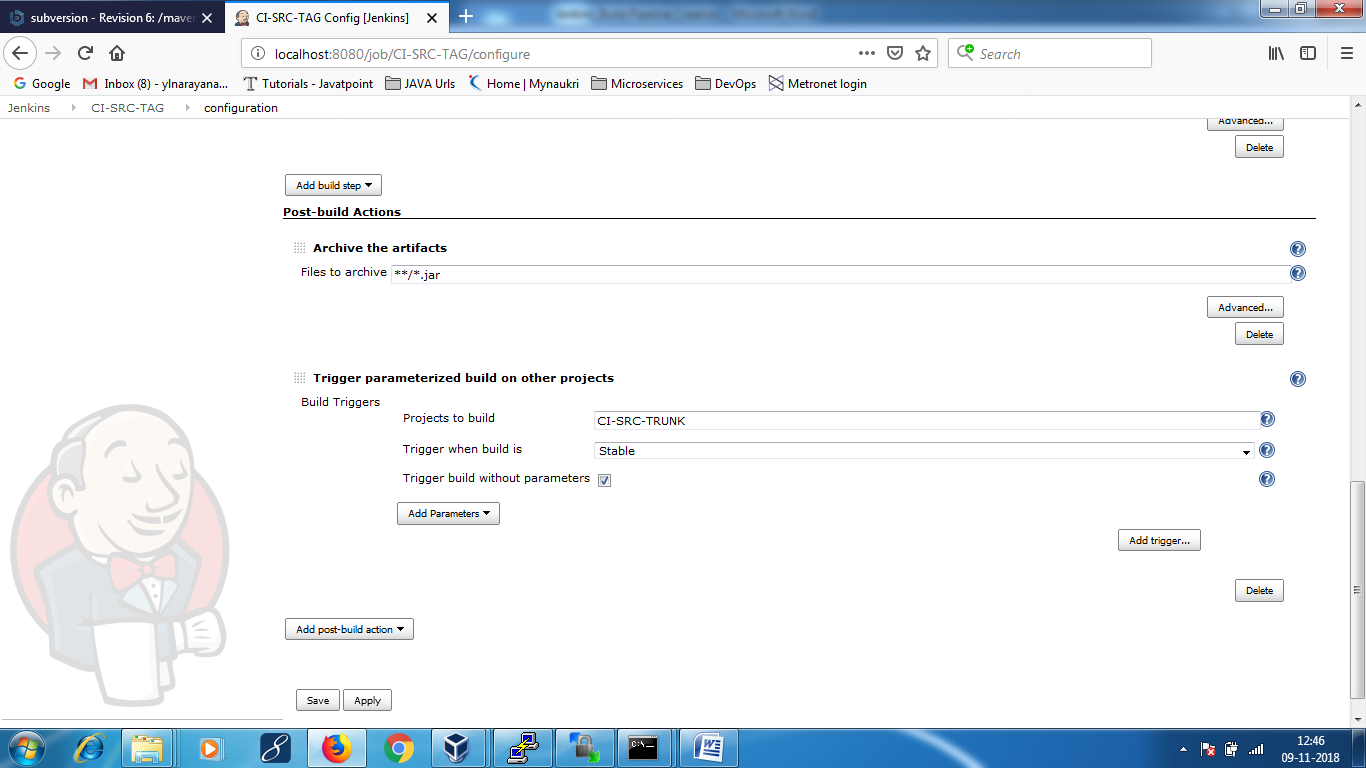 subversion - Revision 6: /mave
CI-SRC-TAG Config [Jenkins]
localhost:8080/job/CI-SRC-TAG/configure
Search
Google
Inbox (8) - ylnarayana...
Tutorials - Javatpoint
JAVA Urls
Home | Mynaukri
Microservices
DevOps
Metronet login
Jenkins
CI-SRC-TAG
configuration
Advanced...
Delete
Add build step
Post-build Actions
Archive the artifacts
Files to archive **/*.jar
Advanced...
Delete
Trigger parameterized build on other projects
Build Triggers
Projects to build CI-SRC-TRUNK
Trigger when build is Stable
Trigger build without parameters
Add Parameters
Add trigger...
Delete
Add post-build action
Save Apply
C:\_
12:46
09-11-2018